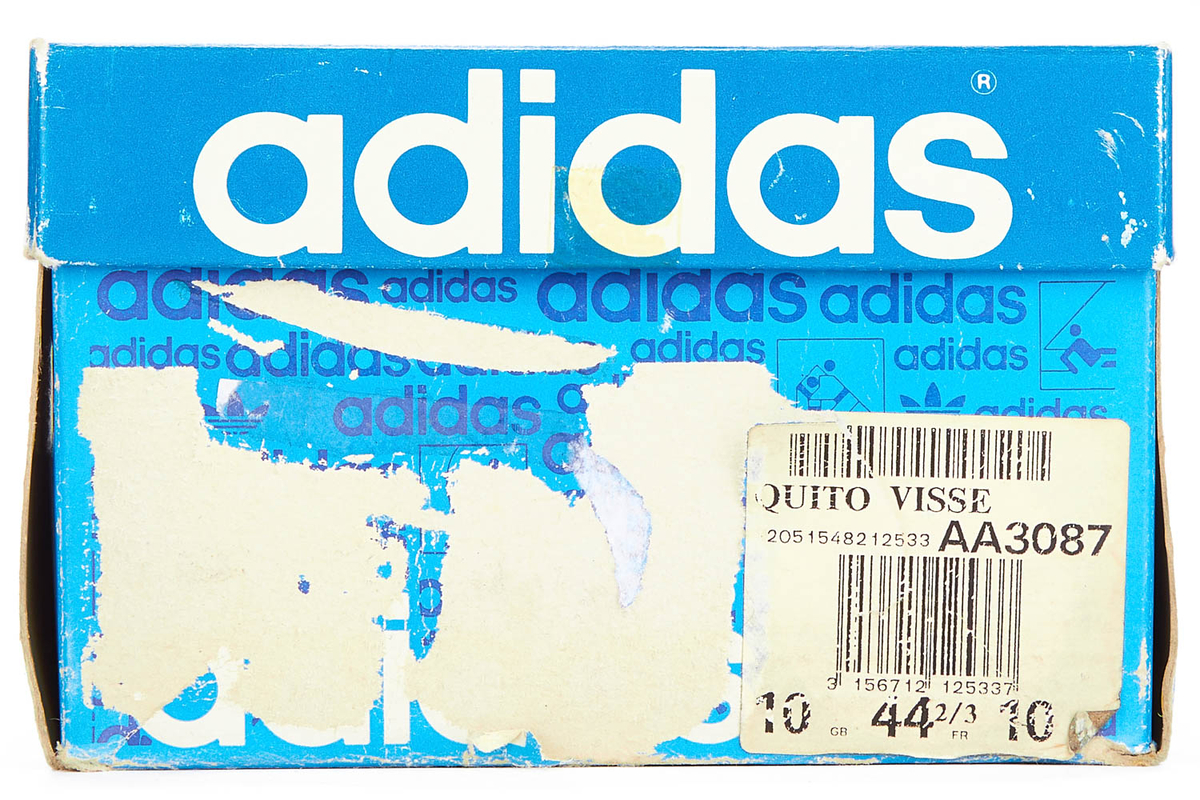 adidas ®
adidas adidas adidas adidas
adidas adidas adidas adidas adidas
adidas adidas
QUITO VISSE
2051548212533 AA3087
3 156712 125337
10 GB 44 2/3 FR 10